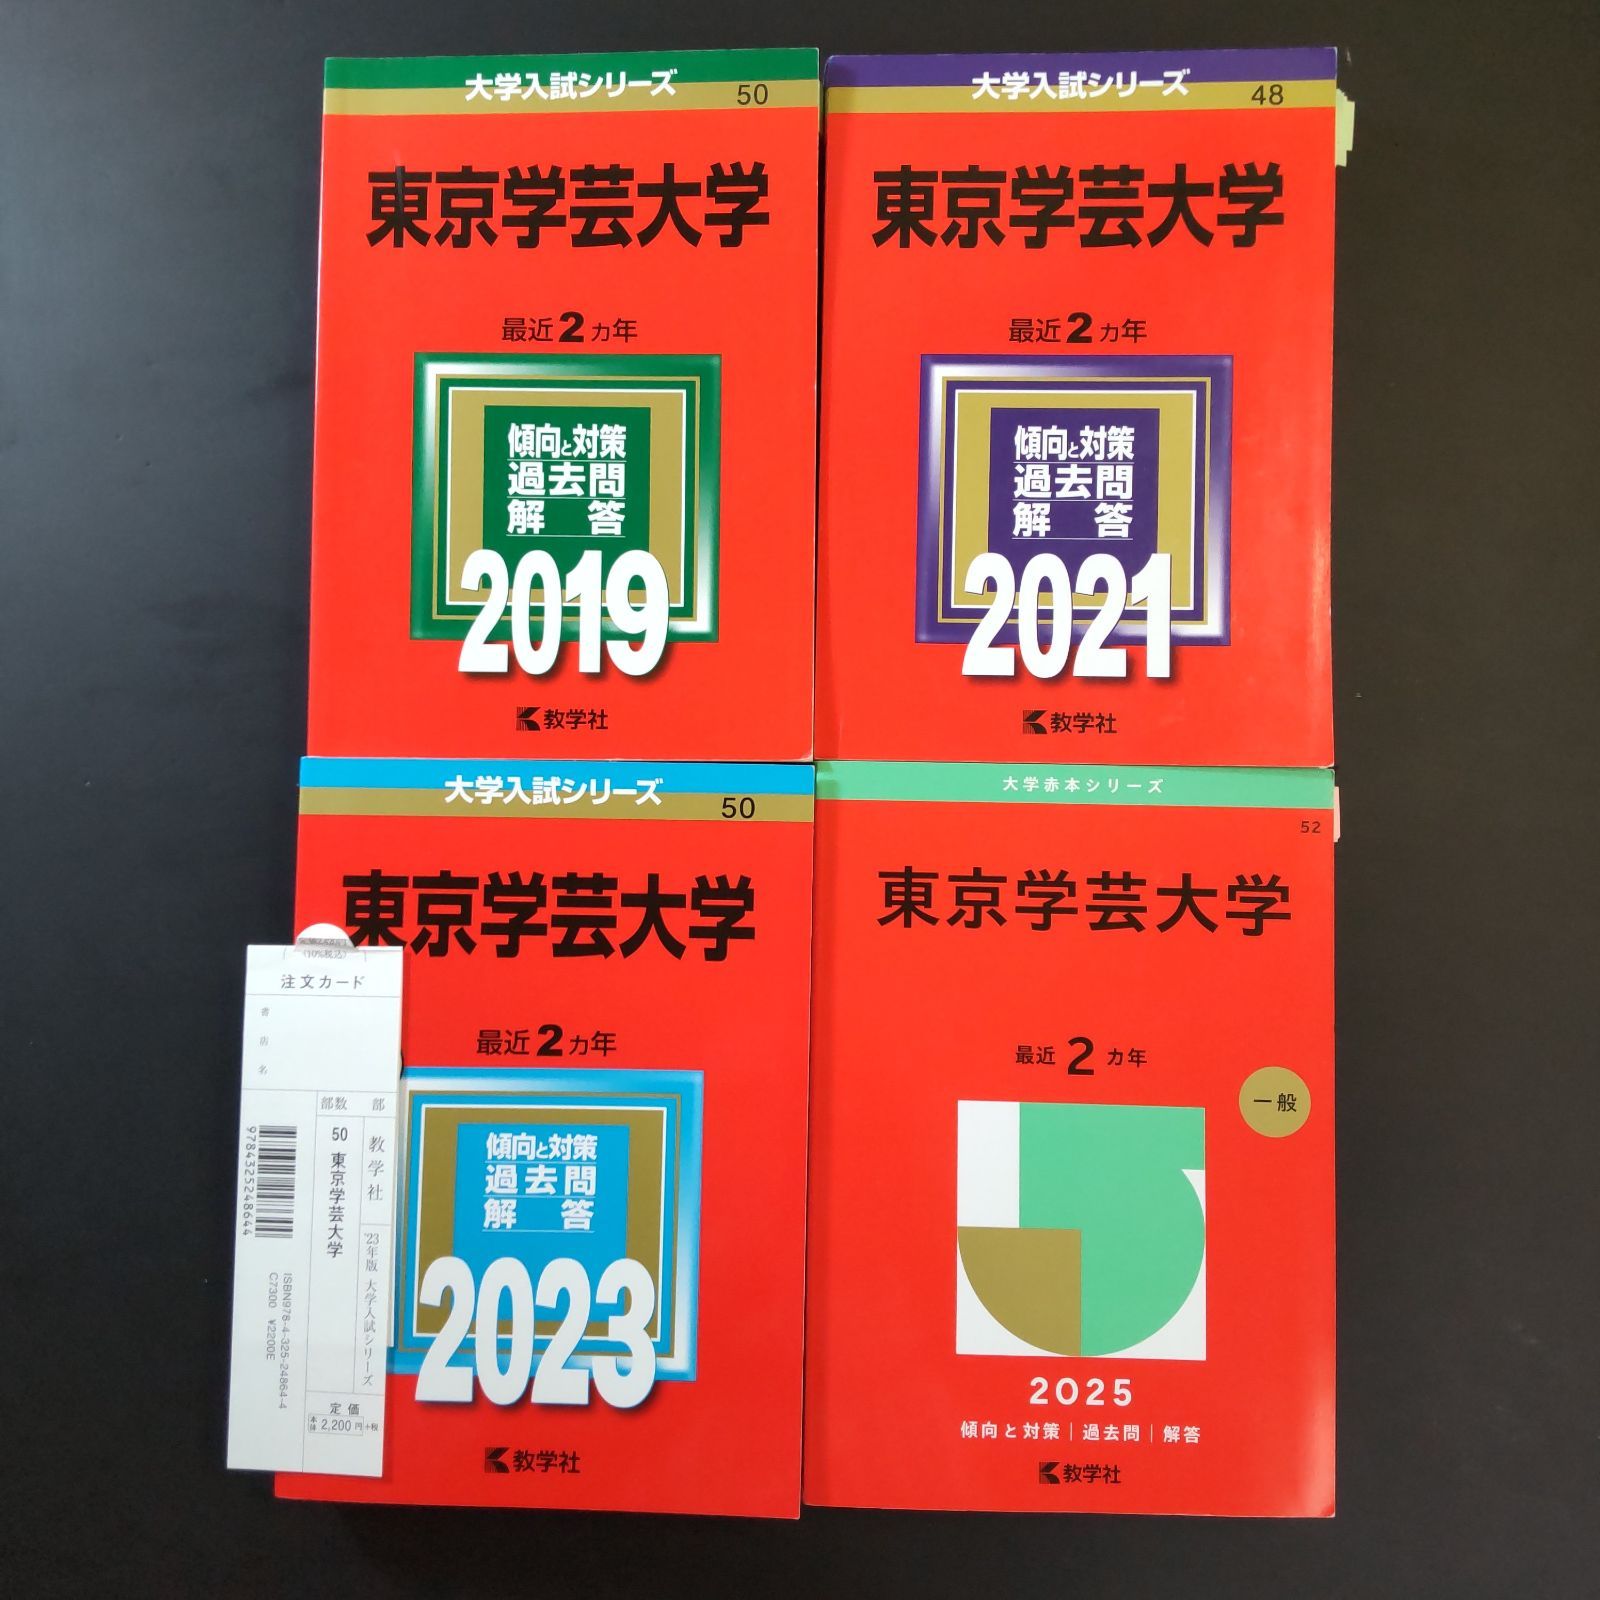 大学入試シリーズ
50
東京学芸大学
最近2カ年
傾向と対策
過去問
解答
2019
教学社
大学入試シリーズ
48
東京学芸大学
最近2カ年
傾向と対策
過去問
解答
2021
教学社
大学入試シリーズ
50
東京学芸大学
最近2カ年
傾向と対策
過去問
解答
2023
教学社
(10%税込)
注文カード
書店名
部数 部
教学社
'23年版 大学入試シリーズ
50 東京学芸大学
9784325248644
ISBN978-4-325-24864-4
C7300 ¥2200E
定価
本体 2,200円+税
大学赤本シリーズ
52
東京学芸大学
最近2カ年
一般
2025
傾向と対策|過去問|解答
教学社